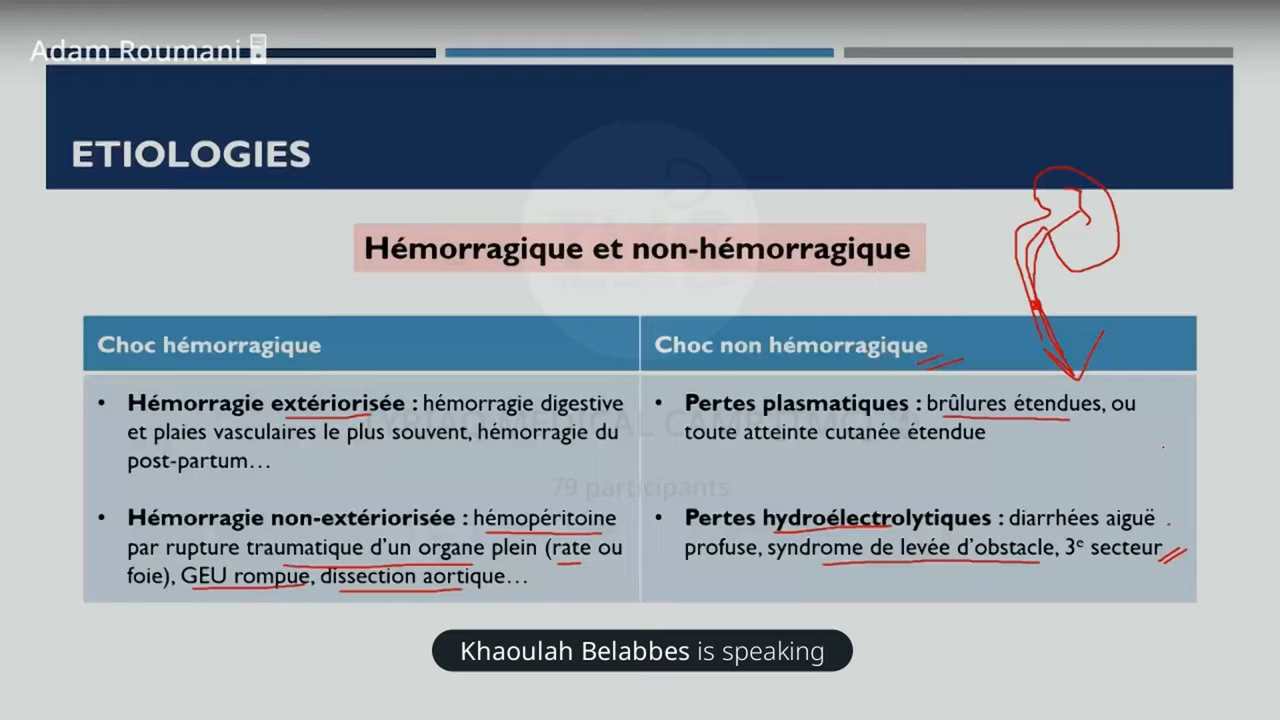 Adam Roumani
ETIOLOGIES
Hémorragique et non-hémorragique
Choc hémorragique
Choc non hémorragique
• Hémorragie extériorisée : hémorragie digestive
et plaies vasculaires le plus souvent, hémorragie du
post-partum…
• Hémorragie non-extériorisée : hémopéritoine
par rupture traumatique d’un organe plein (rate ou
foie), GEU rompue, dissection aortique…
• Pertes plasmatiques : brûlures étendues, ou
toute atteinte cutanée étendue
• Pertes hydroélectrolytiques : diarrhées aiguë
profuse, syndrome de levée d’obstacle, 3e secteur
79 participants
Khaoulah Belabbes is speaking